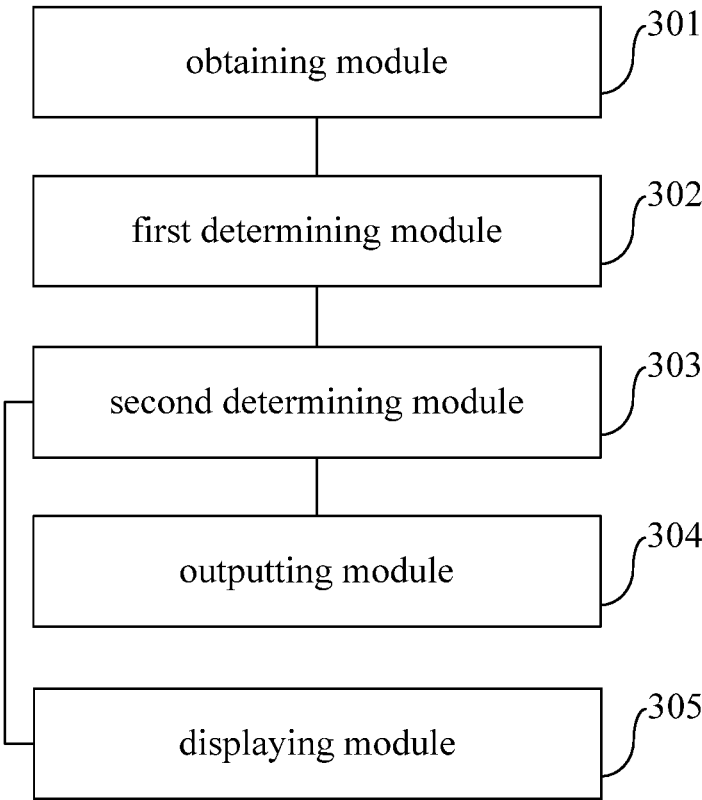 301
obtaining module
302
first determining module
303
second determining module
304
outputting module
305
displaying module